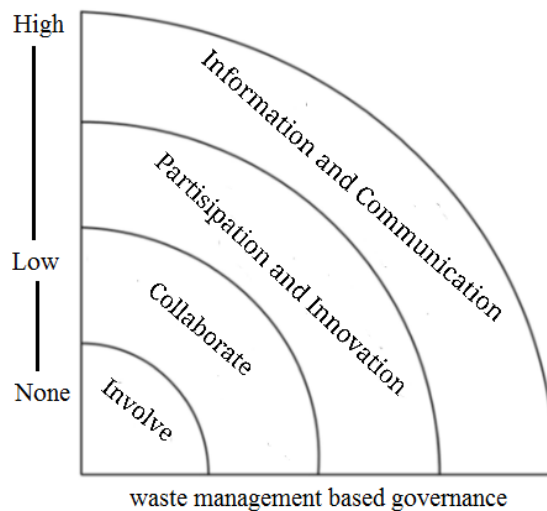 High
Information and Communication
Partisipation and Innovation
Low
Collaborate
None
Involve
waste management based governance